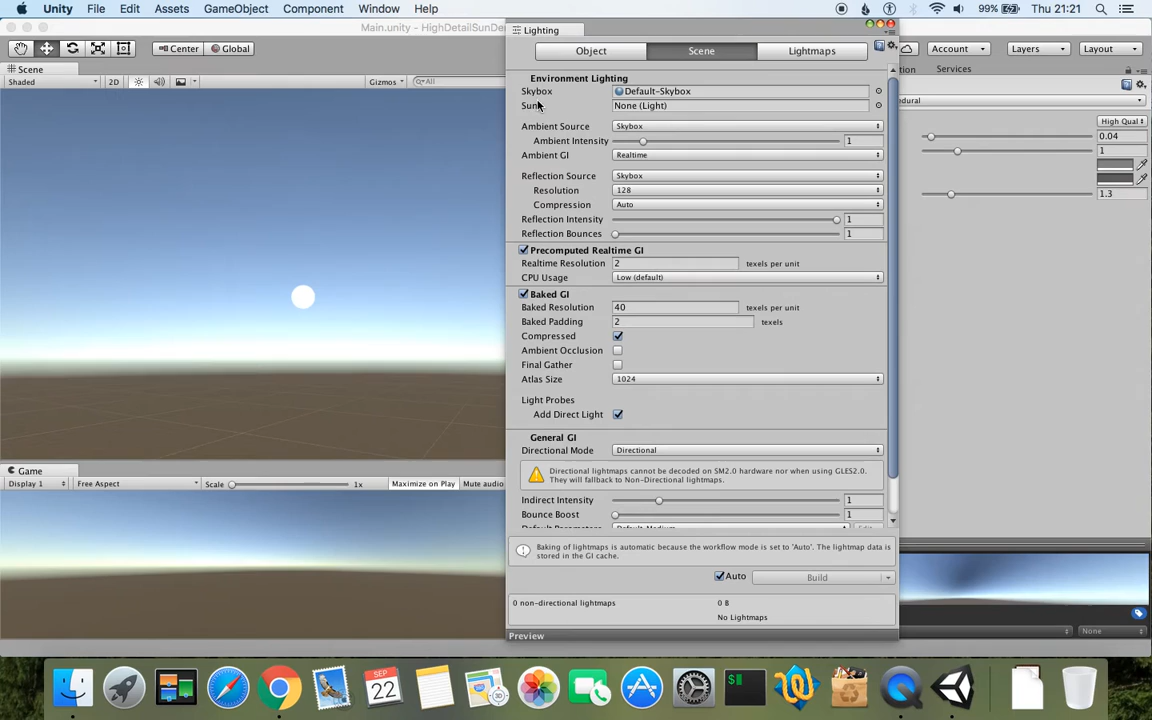 Unity File Edit Assets GameObject Component Window Help 99% Thu 21:21
Main.unity - HighDetailSunDe
Lighting
Center Global Account Layers Layout
Object Scene Lightmaps
Scene Services
Shaded 2D Gizmos All
Environment Lighting
Skybox Default-Skybox
Sun None (Light)
Ambient Source Skybox
High Qual
Ambient Intensity 1
0.04
Ambient GI Realtime
1
Reflection Source Skybox
Resolution 128
1.3
Compression Auto
Reflection Intensity 1
Reflection Bounces 1
Precomputed Realtime GI
Realtime Resolution 2 texels per unit
CPU Usage Low (default)
Baked GI
Baked Resolution 40 texels per unit
Baked Padding 2 texels
Compressed
Ambient Occlusion
Final Gather
Atlas Size 1024
Light Probes
Add Direct Light
General GI
Directional Mode Directional
Directional lightmaps cannot be decoded on SM2.0 hardware nor when using GLES2.0.
They will fallback to Non-Directional lightmaps.
Game
Display 1 Free Aspect Scale 1x Maximize on Play Mute audio
Indirect Intensity 1
Bounce Boost 1
Baking of lightmaps is automatic because the workflow mode is set to 'Auto'. The lightmap data is
stored in the GI cache.
Auto Build
0 non-directional lightmaps 0 B
No Lightmaps
None
Preview
SEP
22